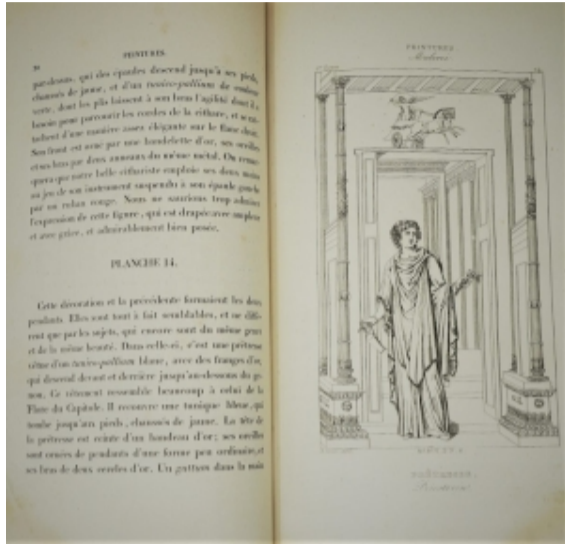 PEINTURES
par-dessus, qui des épaules descend jusqu'à ses pieds,
chaussés de jaune, et d'un tunico-pallium de couleur
verte, dont les plis laissent à son bras l'agilité dont il a
besoin pour parcourir les cordes de la cithare, et
tombent d'une manière assez élégante sur le flanc droit.
Son front est orné par une bandelette d'or, ses oreilles
et ses bras par deux anneaux du même métal. On
que notre belle cithariste emploie ses deux mains
au jeu de son instrument suspendu à son épaule gauche
par un ruban rouge. Nous ne saurions trop admirer
l'expression de cette figure, qui est drapée avec ampleur
et avec grâce, et admirablement bien posée.
PLANCHE 14.
Cette décoration et la précédente formaient les deux
pendants. Elles sont tout à fait semblables, et ne diffè-
rent que par les sujets, qui encore sont du même genre
et de la même beauté. Dans celle-ci, c'est une prêtresse
vêtue d'un tunico-pallium blanc, avec des franges d'or,
qui descend devant et derrière jusqu'au-dessous du ge-
nou. Ce vêtement ressemble beaucoup à celui de la
Flore du Capitole. Il recouvre une tunique bleue, qui
tombe jusqu'aux pieds, chaussés de jaune. La tête de
la prêtresse est ceinte d'un bandeau d'or; ses oreilles
sont ornées de pendants d'une forme peu ordinaire, et
ses bras de deux cercles d'or. Un guttus dans la main
PEINTURES
PRÊTRESSE